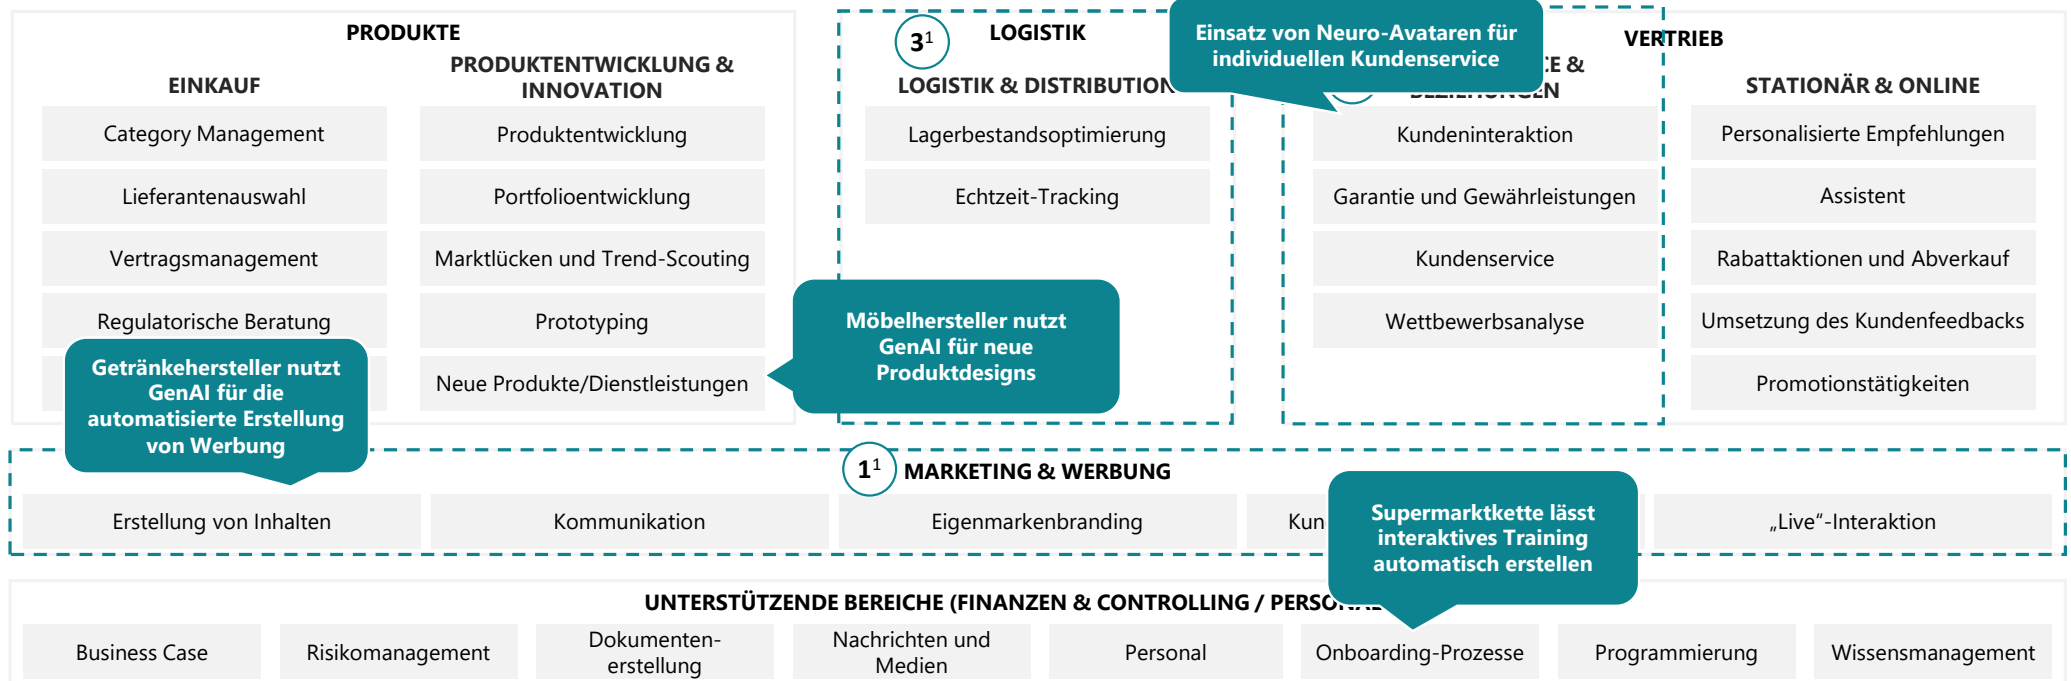 PRODUKTE
EINKAUF
Category Management
Lieferantenauswahl
Vertragsmanagement
Regulatorische Beratung
Getränkehersteller nutzt
GenAI für die
automatisierte Erstellung
von Werbung
PRODUKTENTWICKLUNG &
INNOVATION
Produktentwicklung
Portfolioentwicklung
Marktlücken und Trend-Scouting
Prototyping
Neue Produkte/Dienstleistungen
Möbelhersteller nutzt
GenAI für neue
Produktdesigns
3¹
LOGISTIK
LOGISTIK & DISTRIBUTION
Lagerbestandsoptimierung
Echtzeit-Tracking
Einsatz von Neuro-Avataren für
individuellen Kundenservice
VERTRIEB
&
BEZIEHUNGEN
Kundeninteraktion
Garantie und Gewährleistungen
Kundenservice
Wettbewerbsanalyse
STATIONÄR & ONLINE
Personalisierte Empfehlungen
Assistent
Rabattaktionen und Abverkauf
Umsetzung des Kundenfeedbacks
Promotionstätigkeiten
1¹
MARKETING & WERBUNG
Erstellung von Inhalten
Kommunikation
Eigenmarkenbranding
„Live“-Interaktion
Supermarktkette lässt
interaktives Training
automatisch erstellen
UNTERSTÜTZENDE BEREICHE (FINANZEN & CONTROLLING / PERSONAL
Business Case
Risikomanagement
Dokumenten-
erstellung
Nachrichten und
Medien
Personal
Onboarding-Prozesse
Programmierung
Wissensmanagement